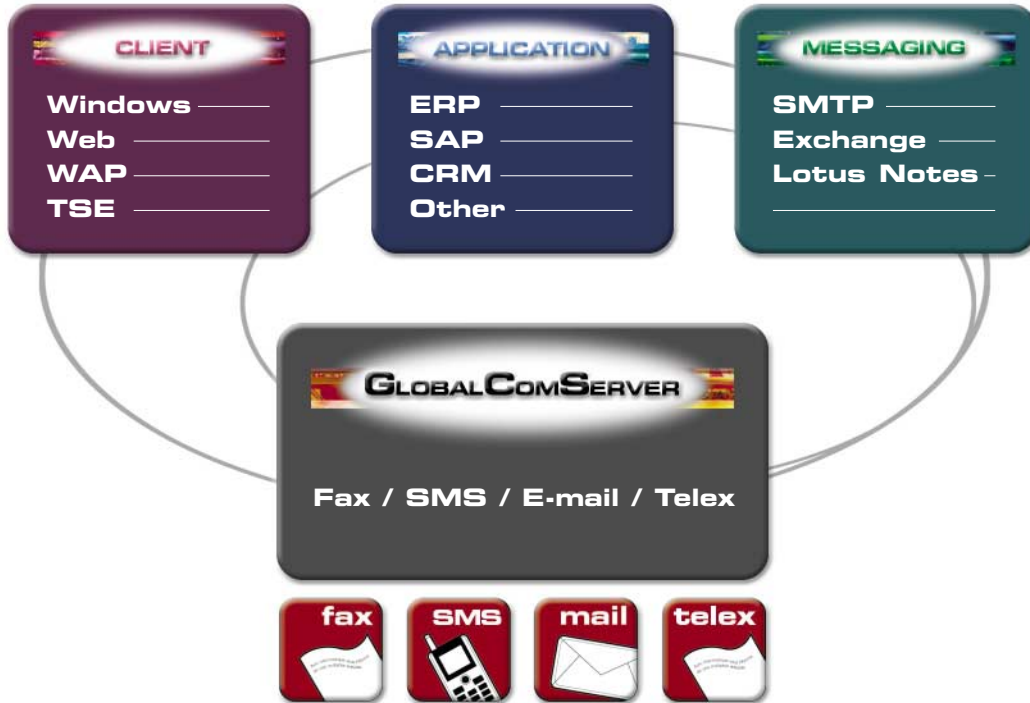 CLIENT
Windows
Web
WAP
TSE
APPLICATION
ERP
SAP
CRM
Other
MESSAGING
SMTP
Exchange
Lotus Notes
GLOBALCOMSERVER
Fax / SMS / E-mail / Telex
fax
SMS
mail
telex